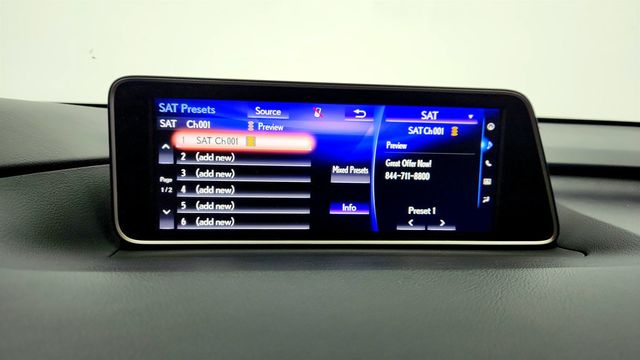 SAT Presets
Source
SAT Ch001
Preview
1 SAT Ch001
2 (add new)
3 (add new)
4 (add new)
5 (add new)
6 (add new)
Page
1/2
Mixed Presets
Info
SAT
SAT Ch001
Preview
Great Offer Now!
844-711-8800
Preset 1